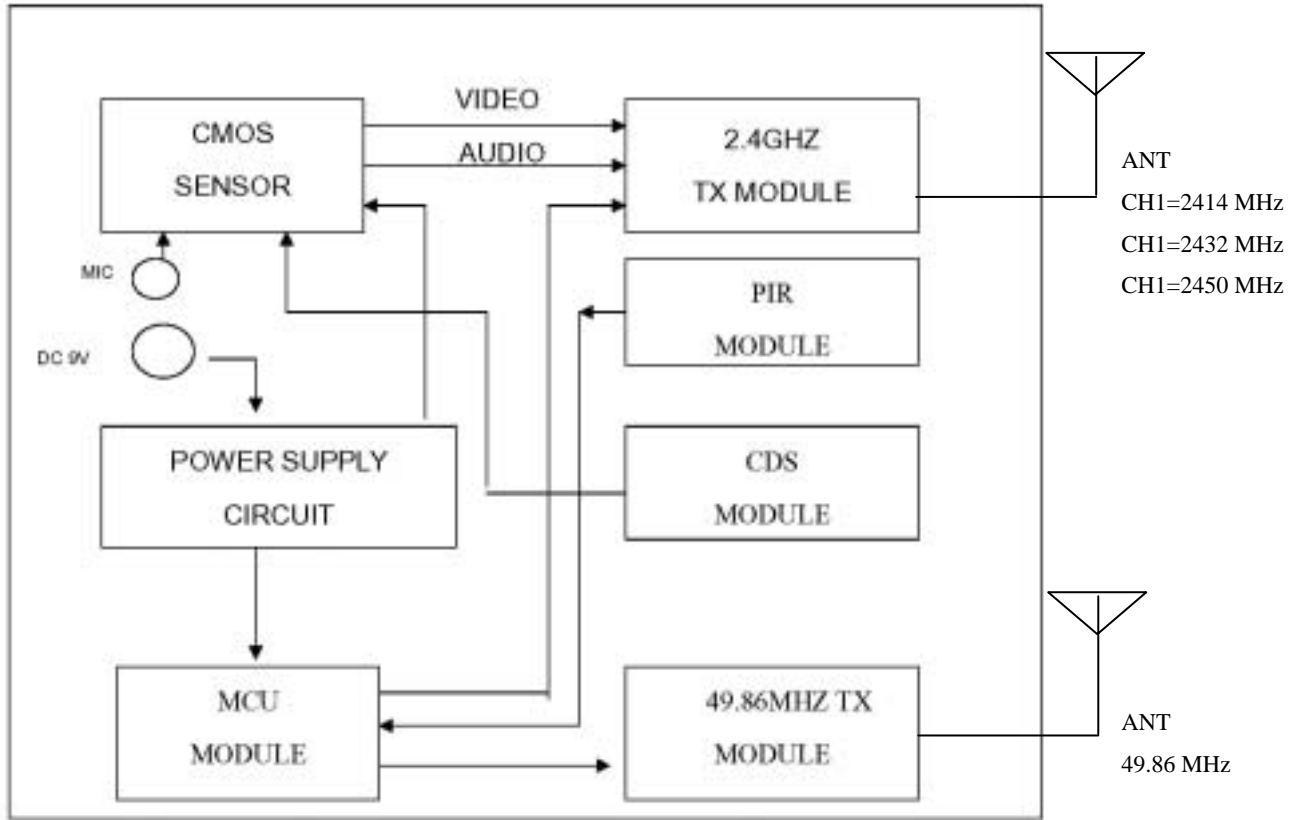 VIDEO
CMOS
SENSOR
AUDIO
2.4GHZ
TX MODULE
ANT
CH1=2414 MHz
CH1=2432 MHz
CH1=2450 MHz
MIC
PIR
MODULE
DC 9V
POWER SUPPLY
CIRCUIT
CDS
MODULE
MCU
MODULE
49.86MHZ TX
MODULE
ANT
49.86 MHz